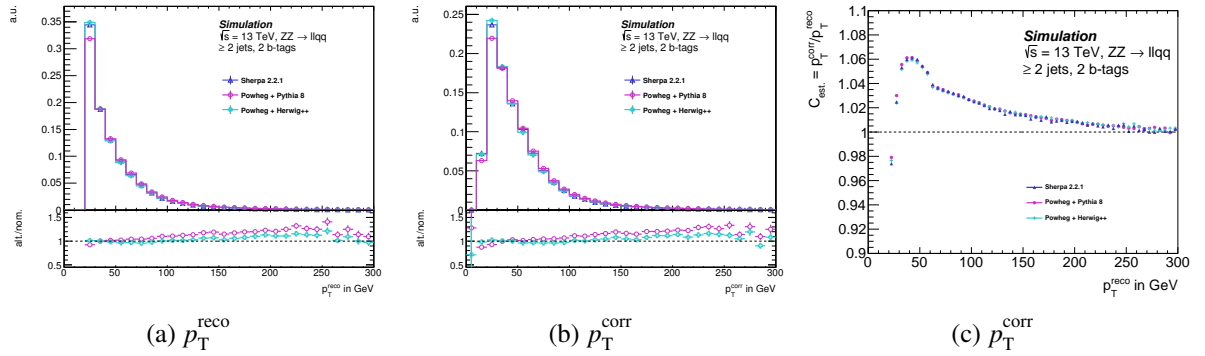 a.u.
0.35
0.3
0.25
0.2
0.15
0.1
0.05
0
Simulation
√s = 13 TeV, ZZ → llqq
≥ 2 jets, 2 b-tags
Sherpa 2.2.1
Powheg + Pythia 8
Powheg + Herwig++
alt./nom.
1.5
1
0.5
0 50 100 150 200 250 300
p_T^reco in GeV
(a) p_T^reco
a.u.
0.25
0.2
0.15
0.1
0.05
0
Simulation
√s = 13 TeV, ZZ → llqq
≥ 2 jets, 2 b-tags
Sherpa 2.2.1
Powheg + Pythia 8
Powheg + Herwig++
alt./nom.
1.5
1
0.5
0 50 100 150 200 250 300
p_T^corr in GeV
(b) p_T^corr
C_est. = p_T^corr/p_T^reco
1.1
1.08
1.06
1.04
1.02
1
0.98
0.96
0.94
0.92
0.9
Simulation
√s = 13 TeV, ZZ → llqq
≥ 2 jets, 2 b-tags
Sherpa 2.2.1
Powheg + Pythia 8
Powheg + Herwig++
0 50 100 150 200 250 300
p_T^reco in GeV
(c) p_T^corr